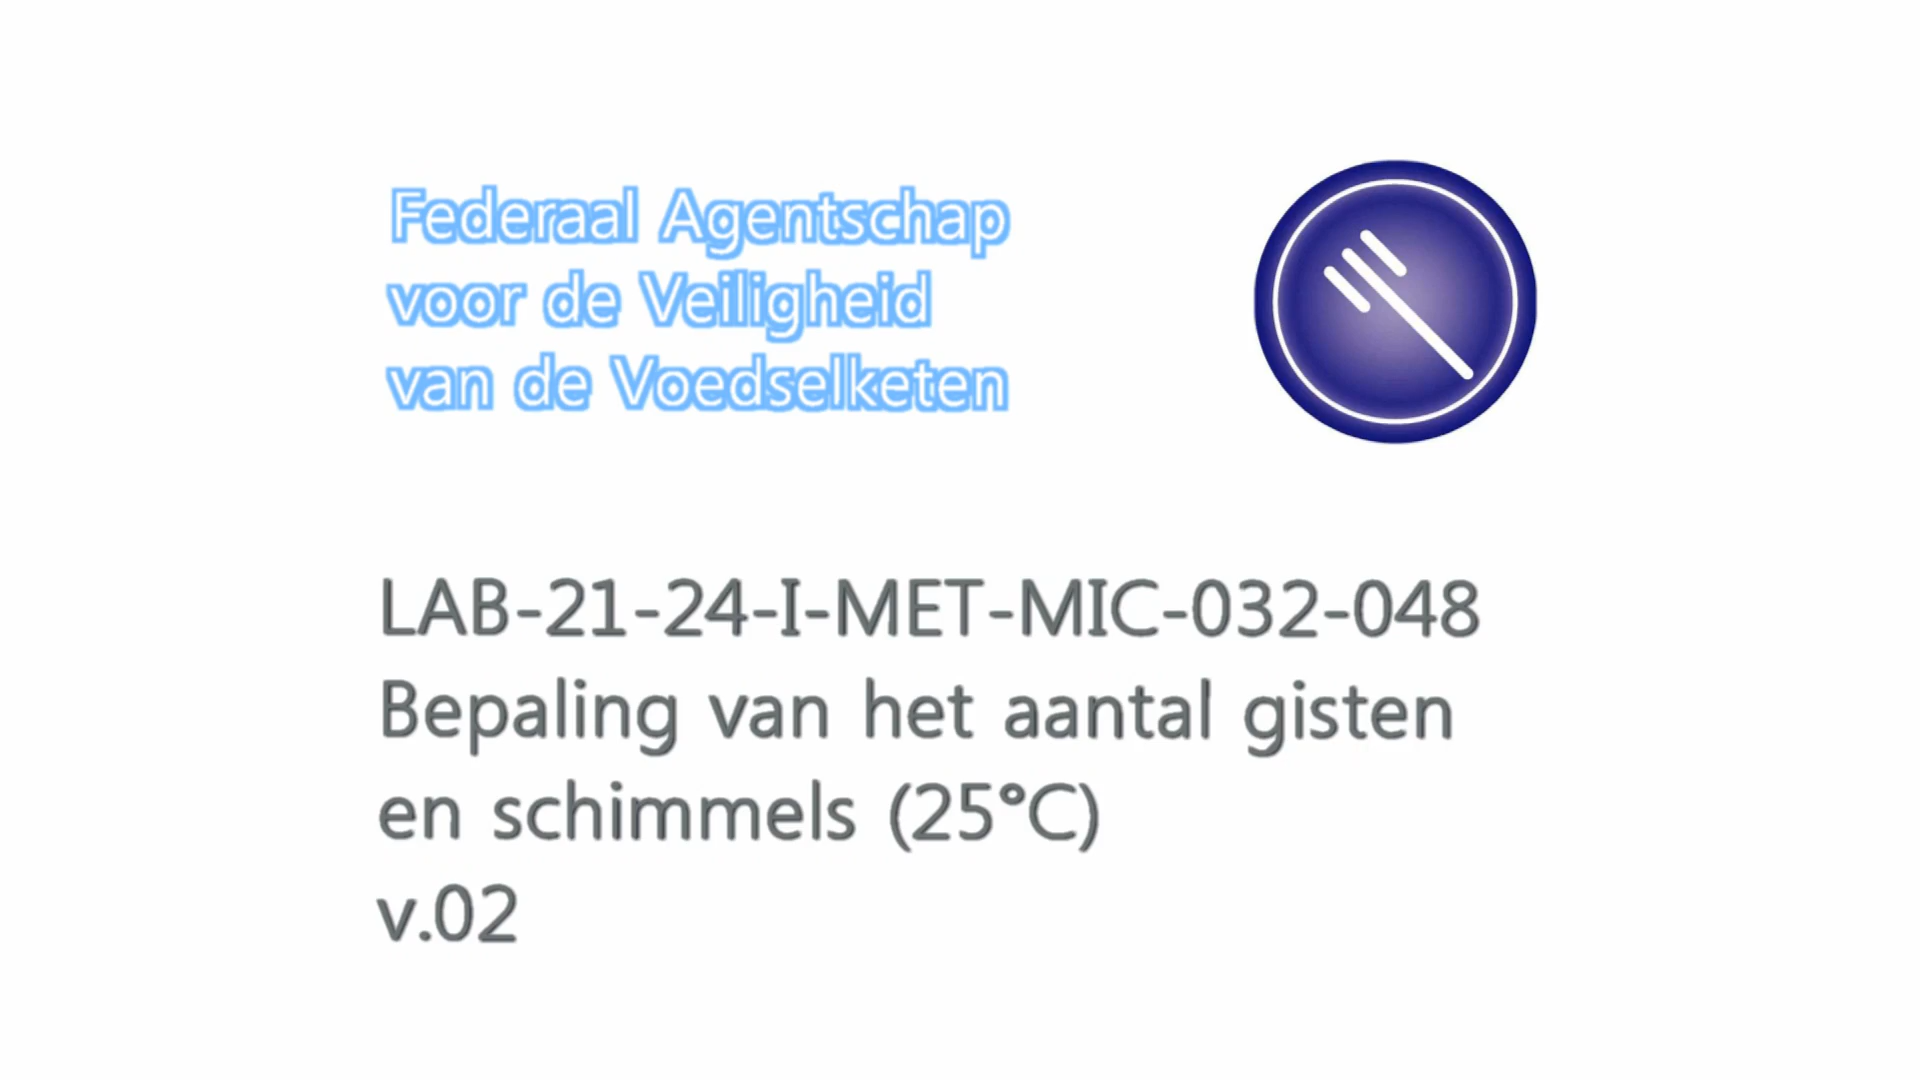 Federaal Agentschap
voor de Veiligheid
van de Voedselketen
LAB-21-24-I-MET-MIC-032-048
Bepaling van het aantal gisten
en schimmels (25°C)
v.02